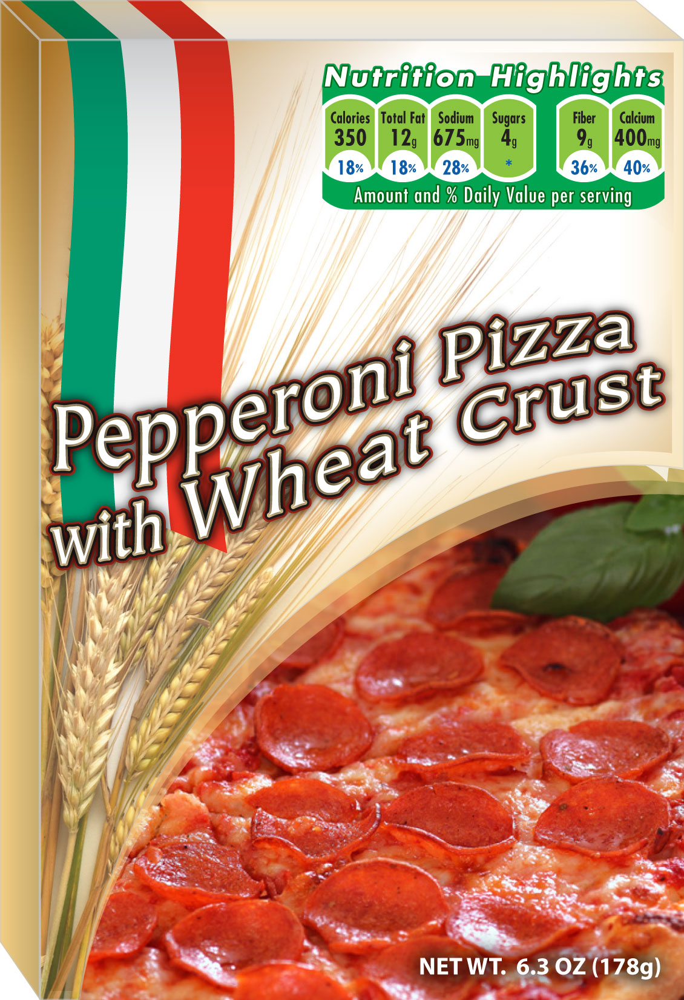 Nutrition Highlights
Calories Total Fat Sodium Sugars Fiber Calcium
350 12g 675mg 4g 9g 400mg
18% 18% 28% * 36% 40%
Amount and % Daily Value per serving
Pepperoni Pizza
with Wheat Crust
NET WT. 6.3 OZ (178g)